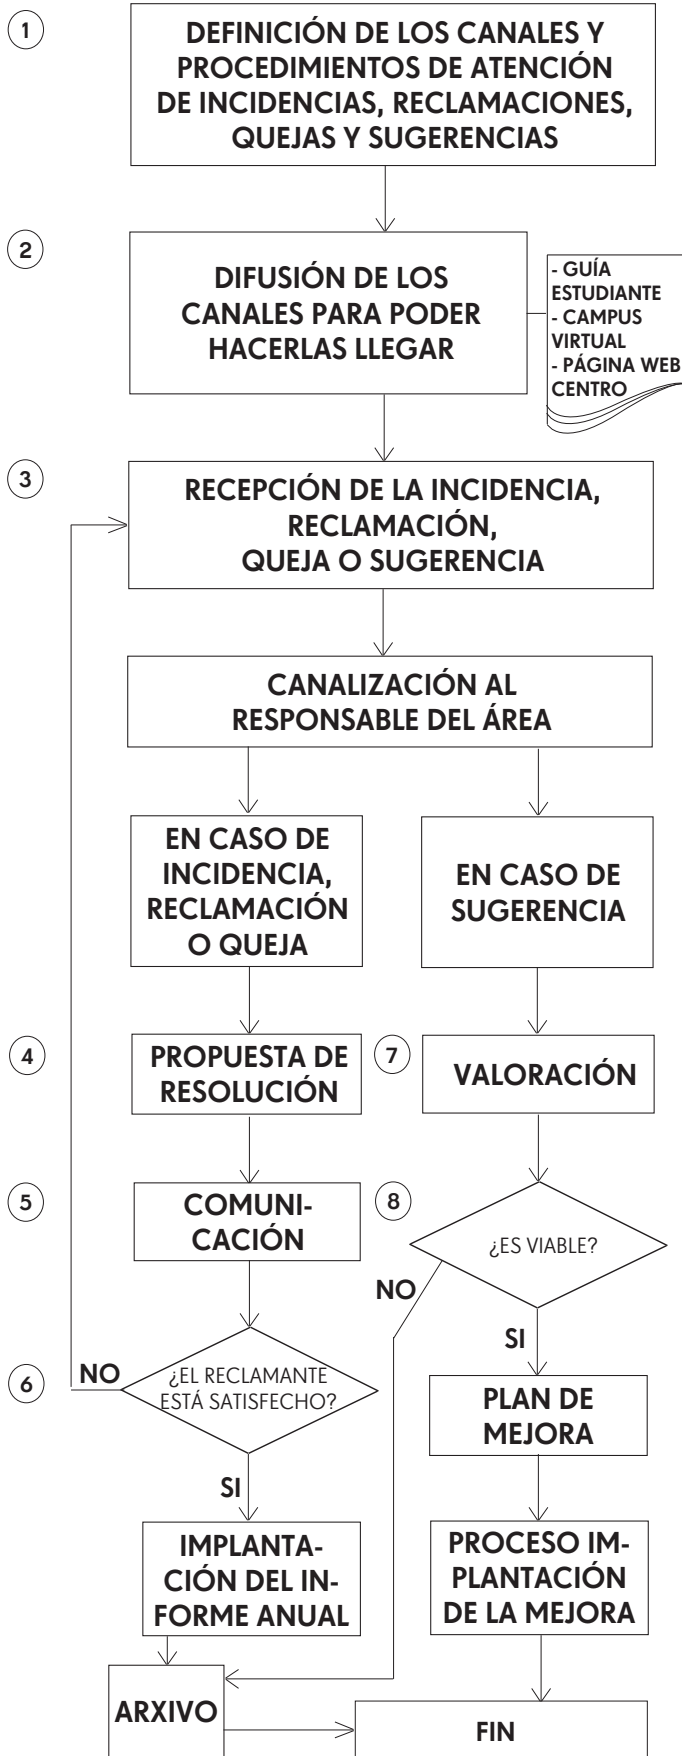 1
DEFINICIÓN DE LOS CANALES Y
PROCEDIMIENTOS DE ATENCIÓN
DE INCIDENCIAS, RECLAMACIONES,
QUEJAS Y SUGERENCIAS
2
DIFUSIÓN DE LOS
CANALES PARA PODER
HACERLAS LLEGAR
- GUÍA
ESTUDIANTE
- CAMPUS
VIRTUAL
- PÁGINA WEB
CENTRO
3
RECEPCIÓN DE LA INCIDENCIA,
RECLAMACIÓN,
QUEJA O SUGERENCIA
CANALIZACIÓN AL
RESPONSABLE DEL ÁREA
EN CASO DE
INCIDENCIA,
RECLAMACIÓN
O QUEJA
EN CASO DE
SUGERENCIA
4
PROPUESTA DE
RESOLUCIÓN
7
VALORACIÓN
5
COMUNI-
CACIÓN
8
¿ES VIABLE?
NO
SI
6
NO
¿EL RECLAMANTE
ESTÁ SATISFECHO?
SI
PLAN DE
MEJORA
IMPLANTA-
CIÓN DEL IN-
FORME ANUAL
PROCESO IM-
PLANTACIÓN
DE LA MEJORA
ARXIVO
FIN